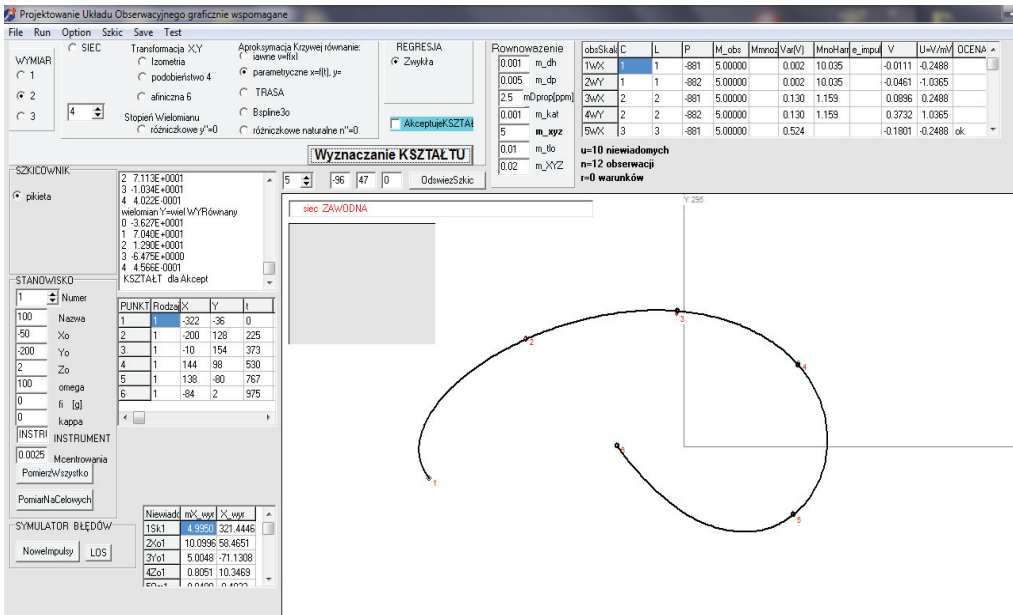 Projektowanie Układu Obserwacyjnego graficznie wspomagane
File Run Option Szkic Save Test
WYMIAR
1
2
3
SIEC
4
Transformacja X,Y
Izometria
podobieństwo 4
afiniczna 6
Stopień Wielomianu
różniczkowe y''=0
Aproksymacja Krzywej równanie:
iawne v=f(x)
parametryczne x=f(t), y=
TRASA
Bspline3o
różniczkowe naturalne n''=0
REGRESJA
Zwykła
AkceptujeKSZTAŁ
Wyznaczanie KSZTAŁTU
Rownowozenie
0.001 m_dh
0.005 m_dp
2.5 mDprop[ppm]
0.001 m_kat
5 m_xyz
0.01 m_tło
0.02 m_XYZ
obsSkali C L P M_obs Mmnoz Var(V) MnoHarr e_impul V U=V/mV OCENA
1WX 1 1 -881 5.00000 0.002 10.035 -0.0111 -0.2488
2WY 1 1 -881 5.00000 0.002 10.035 -0.0461 -1.0365
3WX 2 2 -882 5.00000 0.130 1.159 0.0896 0.2488
4WY 2 2 -882 5.00000 0.130 1.159 0.3732 1.0365
5WX 3 3 -883 5.00000 0.524 -0.1801 -0.2488 ok
u=10 niewiadomych
n=12 obserwacji
r=0 warunków
SZKICOWNIK
pikieta
2 7.113E+0001
3 -1.034E+0001
4 4.022E-0001
wielomian Y=wiel WYRównany
0 -3.627E+0001
1 7.040E+0001
2 1.290E+0001
3 -6.475E+0000
4 4.566E-0001
KSZTAŁT dla Akcept
5 -96 47 0 OdswiezSzkic
siec ZAWODNA
Y 295
STANOWISKO
1 Numer
100 Nazwa
-50 Xo
-200 Yo
2 Zo
100 omega
0 fi [g]
0 kappa
INSTRI INSTRUMENT
0.0025 Mcentrowania
PomierzWszystko
PomiarNaCelowych
PUNKT Rodzaj X Y t
1 1 -322 -36 0
2 1 -200 128 225
3 1 -10 154 373
4 1 144 98 530
5 1 138 -80 767
6 1 -84 2 975
SYMULATOR BŁĘDÓW
NoweImpulsy LOS
Niewiadc mX_wyr X_wyr
1Sk1 4.9950 321.4446
2Xo1 10.0996 58.4651
3Yo1 5.0048 -71.1308
4Zo1 0.8051 10.3469
1
2
3
4
5
6